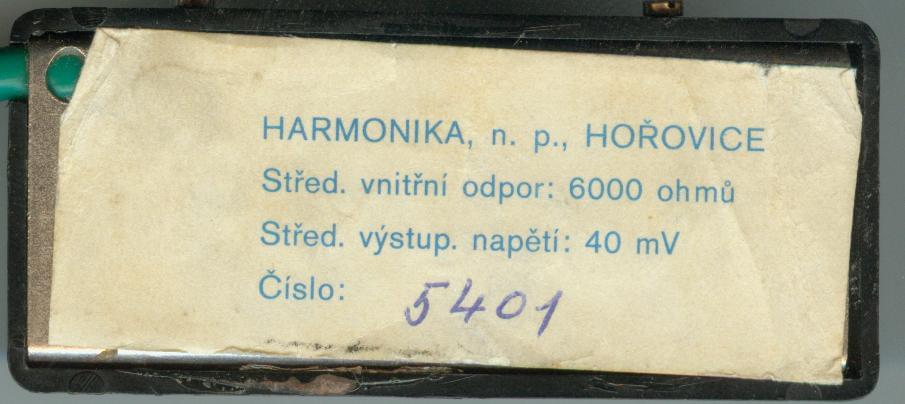 HARMONIKA, n. p., HOŘOVICE
Střed. vnitřní odpor: 6000 ohmů
Střed. výstup. napětí: 40 mV
Číslo: 5401